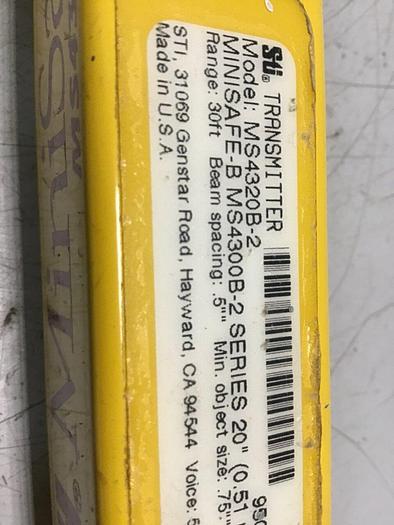 Sti® TRANSMITTER
Model: MS4320B-2
MINISAFE-B MS4300B-2 SERIES 20" (0.51
Range: 30ft Beam spacing: .5"" Min. object size: .75"
STI, 31069 Genstar Road, Hayward, CA 94544 Voice: 5
Made in U.S.A.